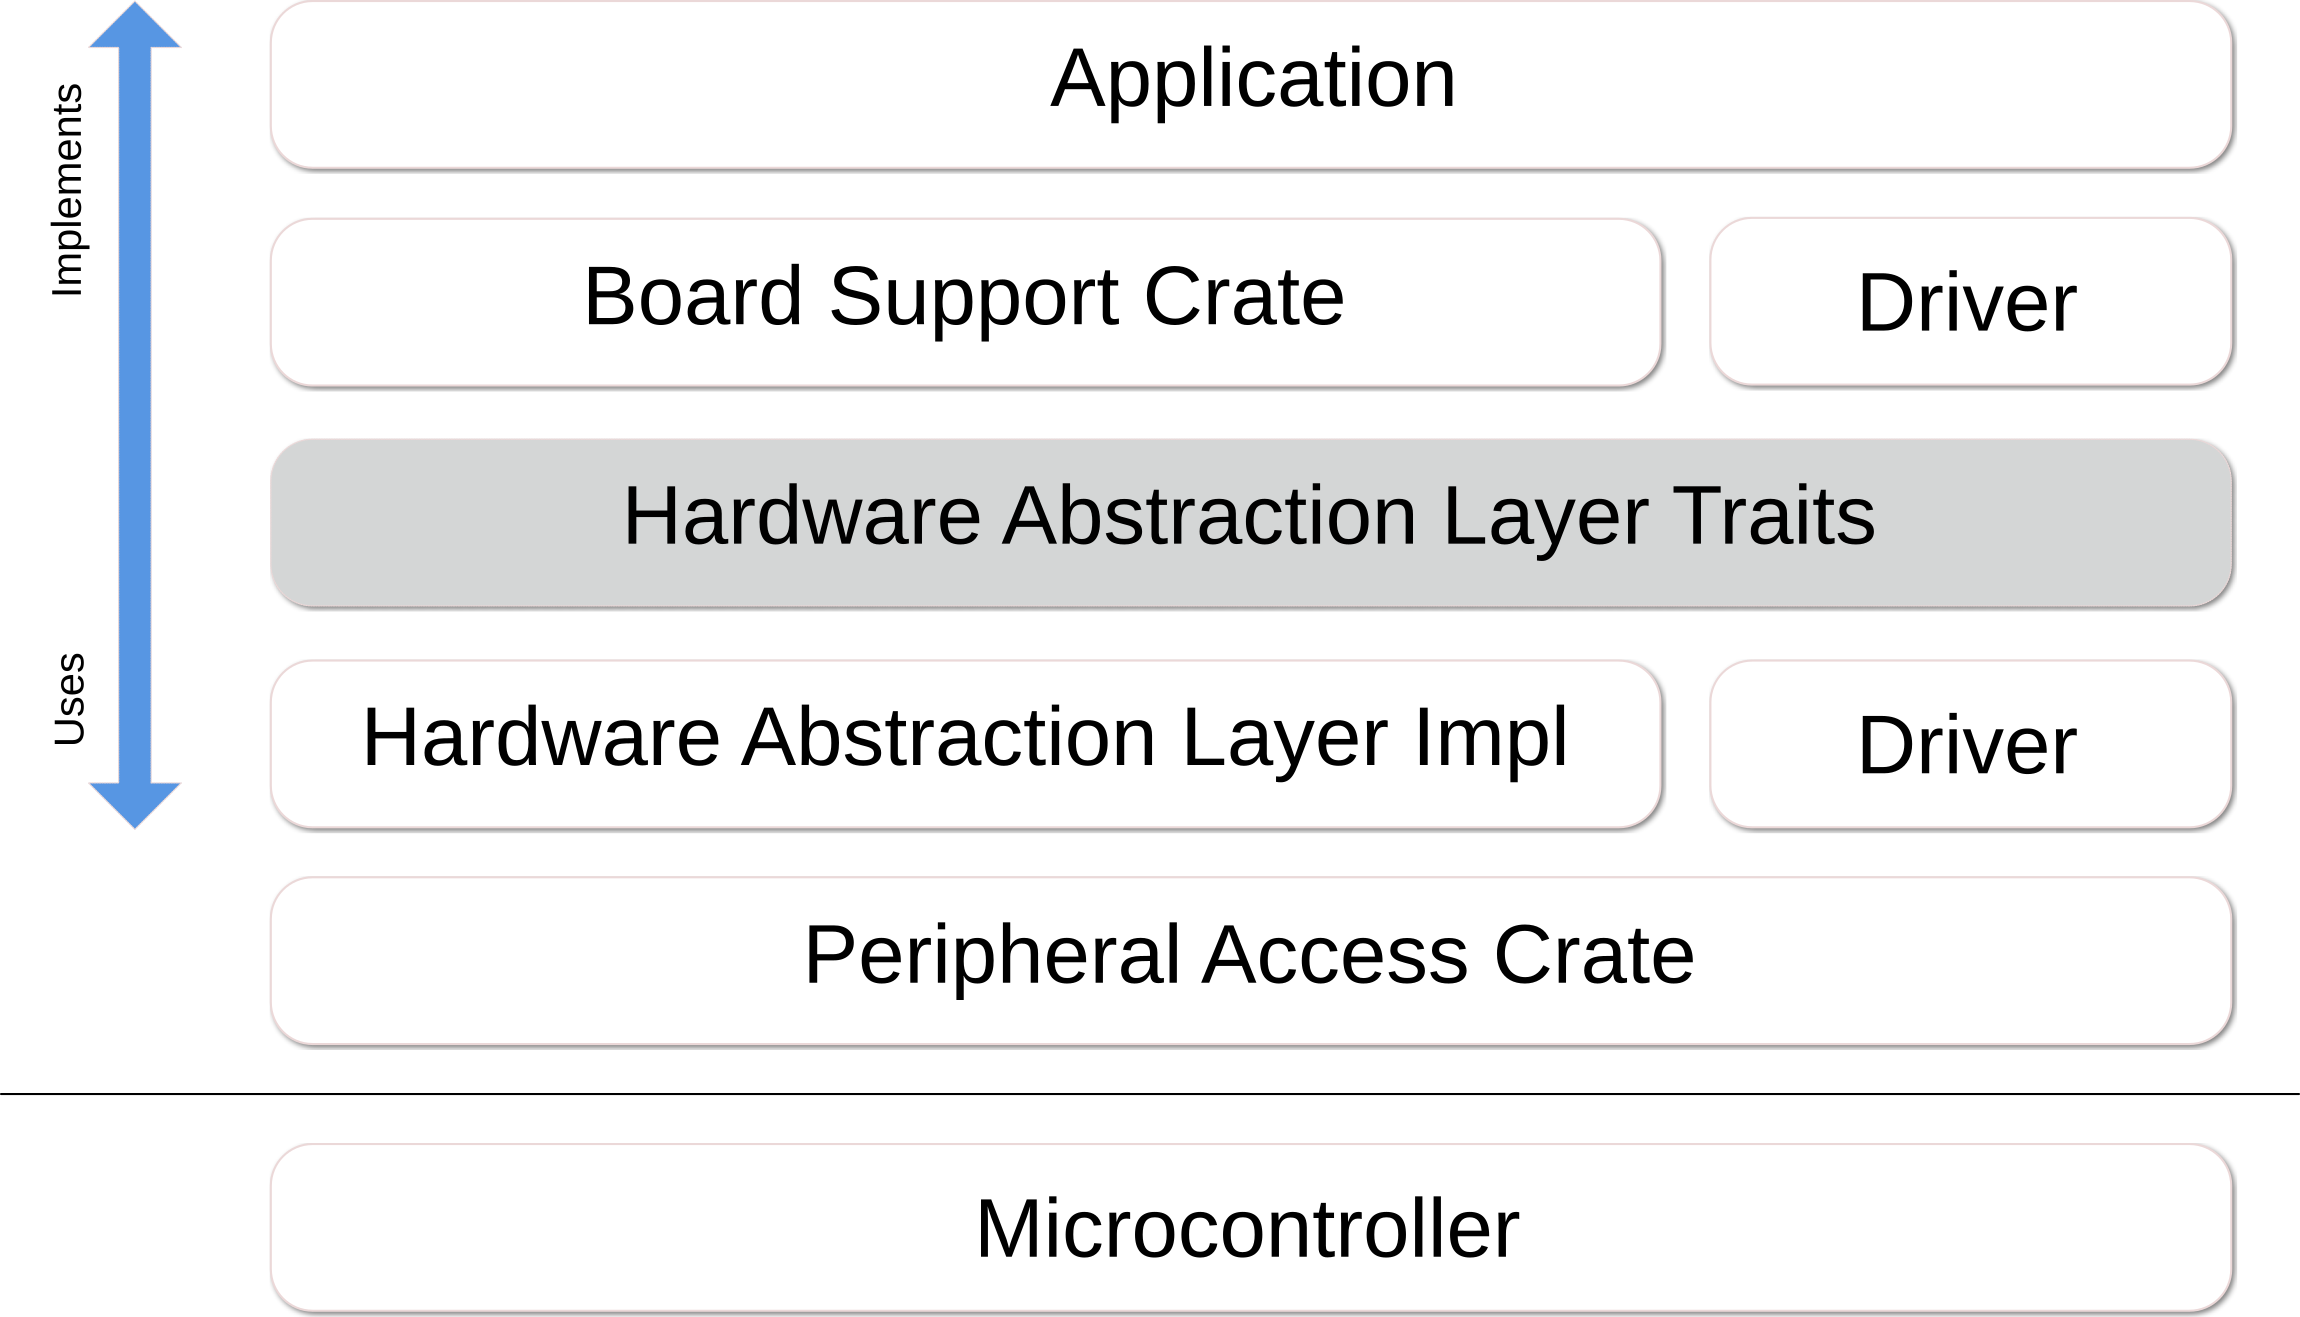 Implements
Uses
Application
Board Support Crate
Driver
Hardware Abstraction Layer Traits
Hardware Abstraction Layer Impl
Driver
Peripheral Access Crate
Microcontroller